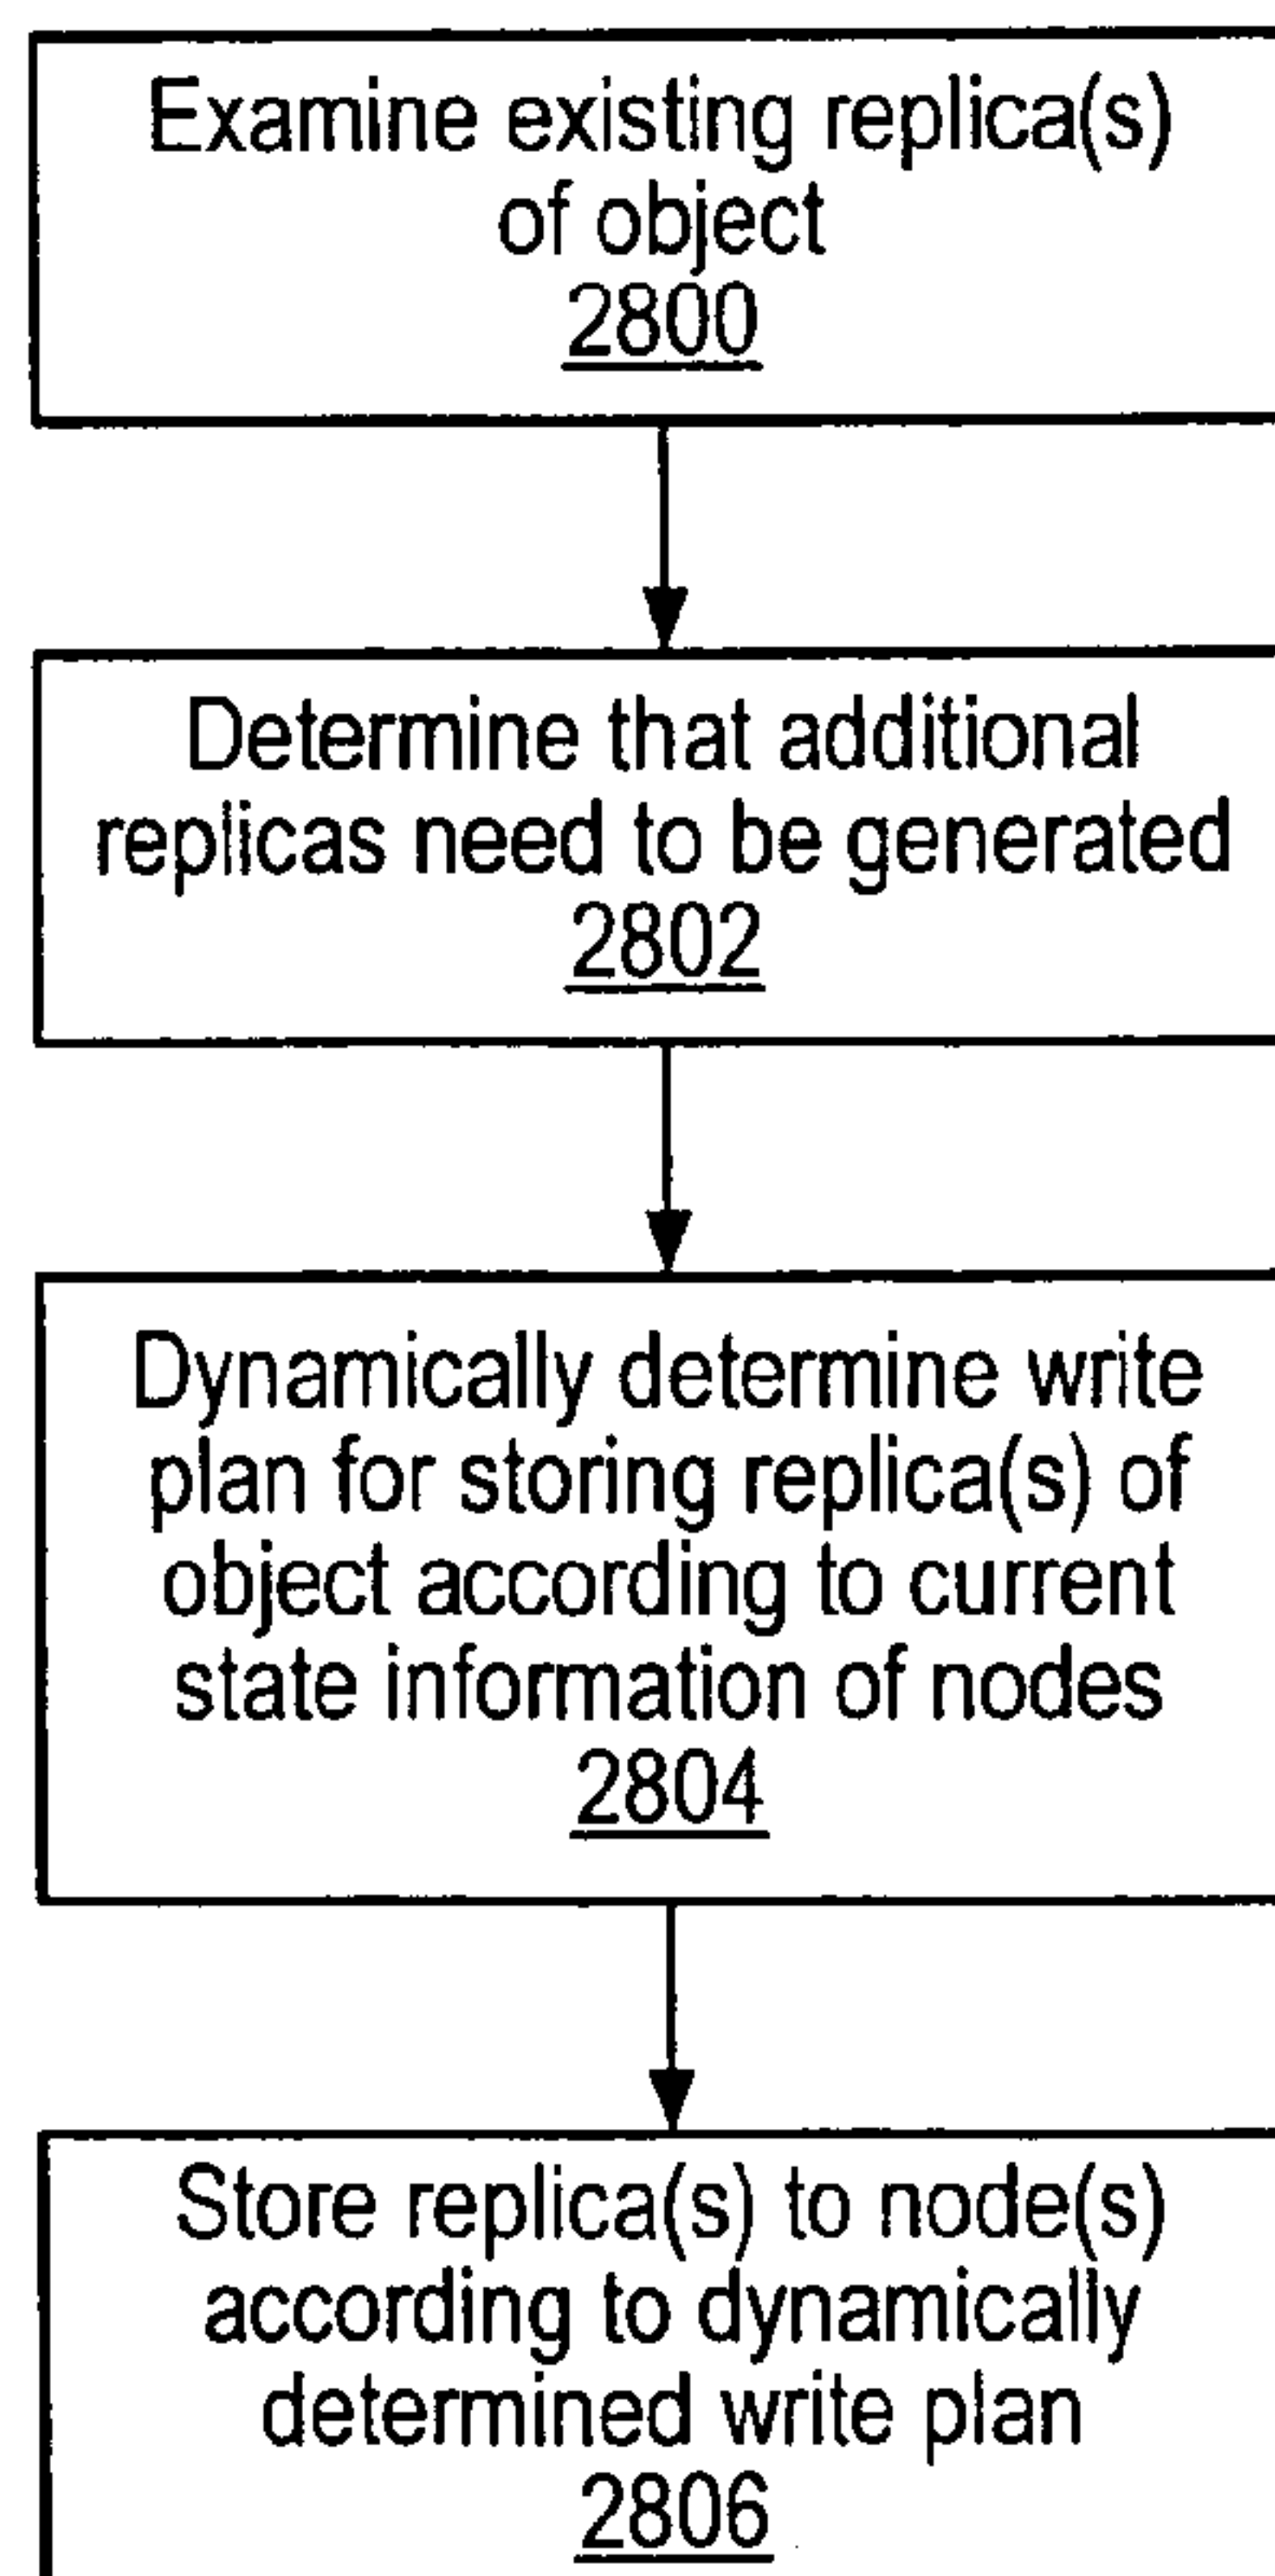 Examine existing replica(s)
of object
2800
Determine that additional
replicas need to be generated
2802
Dynamically determine write
plan for storing replica(s) of
object according to current
state information of nodes
2804
Store replica(s) to node(s)
according to dynamically
determined write plan
2806